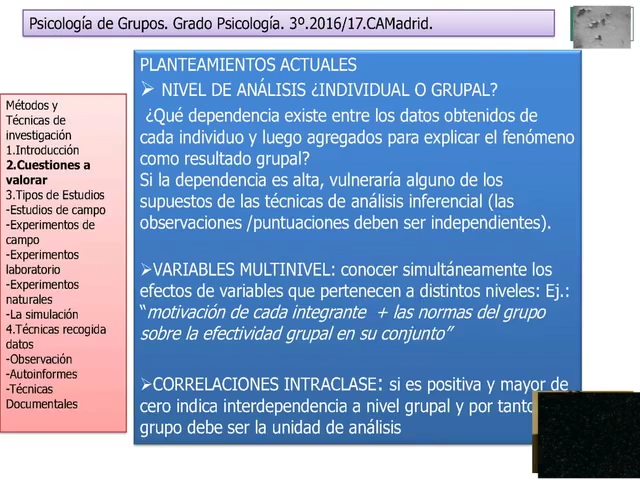 Psicología de Grupos. Grado Psicología. 3º.2016/17.CAMadrid.
Métodos y
Técnicas de
investigación
1.Introducción
2.Cuestiones a
valorar
3.Tipos de Estudios
-Estudios de campo
-Experimentos de
campo
-Experimentos
laboratorio
-Experimentos
naturales
-La simulación
4.Técnicas recogida
datos
-Observación
-Autoinformes
-Técnicas
Documentales
PLANTEAMIENTOS ACTUALES
➢ NIVEL DE ANÁLISIS ¿INDIVIDUAL O GRUPAL?
¿Qué dependencia existe entre los datos obtenidos de
cada individuo y luego agregados para explicar el fenómeno
como resultado grupal?
Si la dependencia es alta, vulneraría alguno de los
supuestos de las técnicas de análisis inferencial (las
observaciones /puntuaciones deben ser independientes).
➢VARIABLES MULTINIVEL: conocer simultáneamente los
efectos de variables que pertenecen a distintos niveles: Ej.:
“motivación de cada integrante + las normas del grupo
sobre la efectividad grupal en su conjunto”
➢CORRELACIONES INTRACLASE: si es positiva y mayor de
cero indica interdependencia a nivel grupal y por tanto
grupo debe ser la unidad de análisis